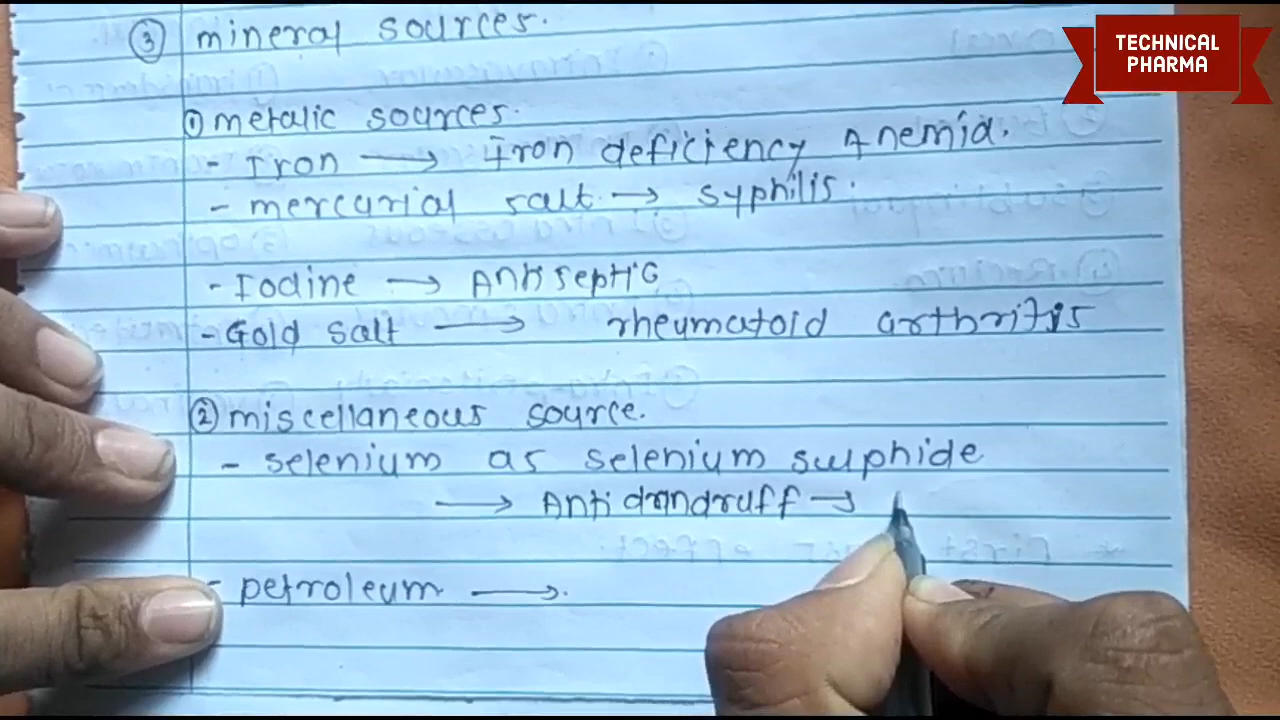 TECHNICAL
PHARMA
③ mineral sources.
① metalic sources.
- Iron ⟶ Iron deficiency Anemia.
- mercurial salt. → syphilis.
- Iodine → Antiseptic
- Gold salt ⟶ rheumatoid arthritis
② miscellaneous source.
- selenium as selenium sulphide
⟶ Anti dandruff →
- petroleum ⟶.